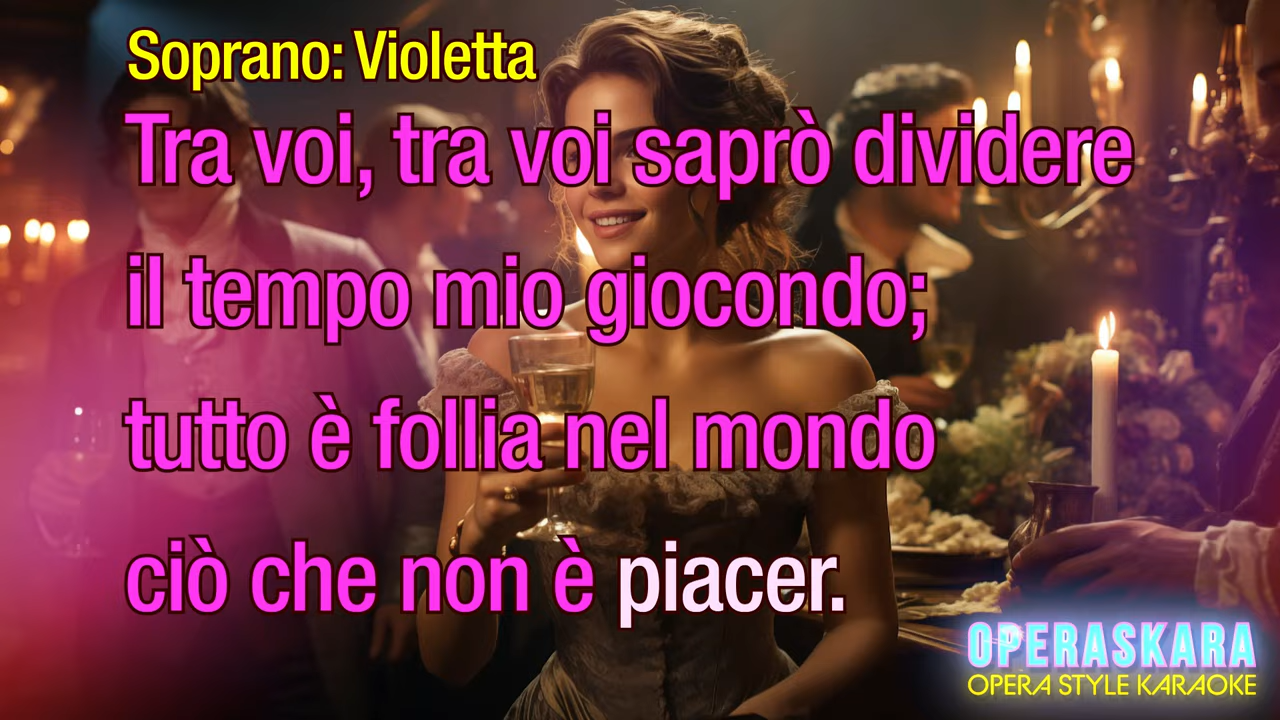 Soprano: Violetta
Tra voi, tra voi saprò dividere
il tempo mio giocondo;
tutto è follia nel mondo
ciò che non è piacer.
OPERASKARA
OPERA STYLE KARAOKE